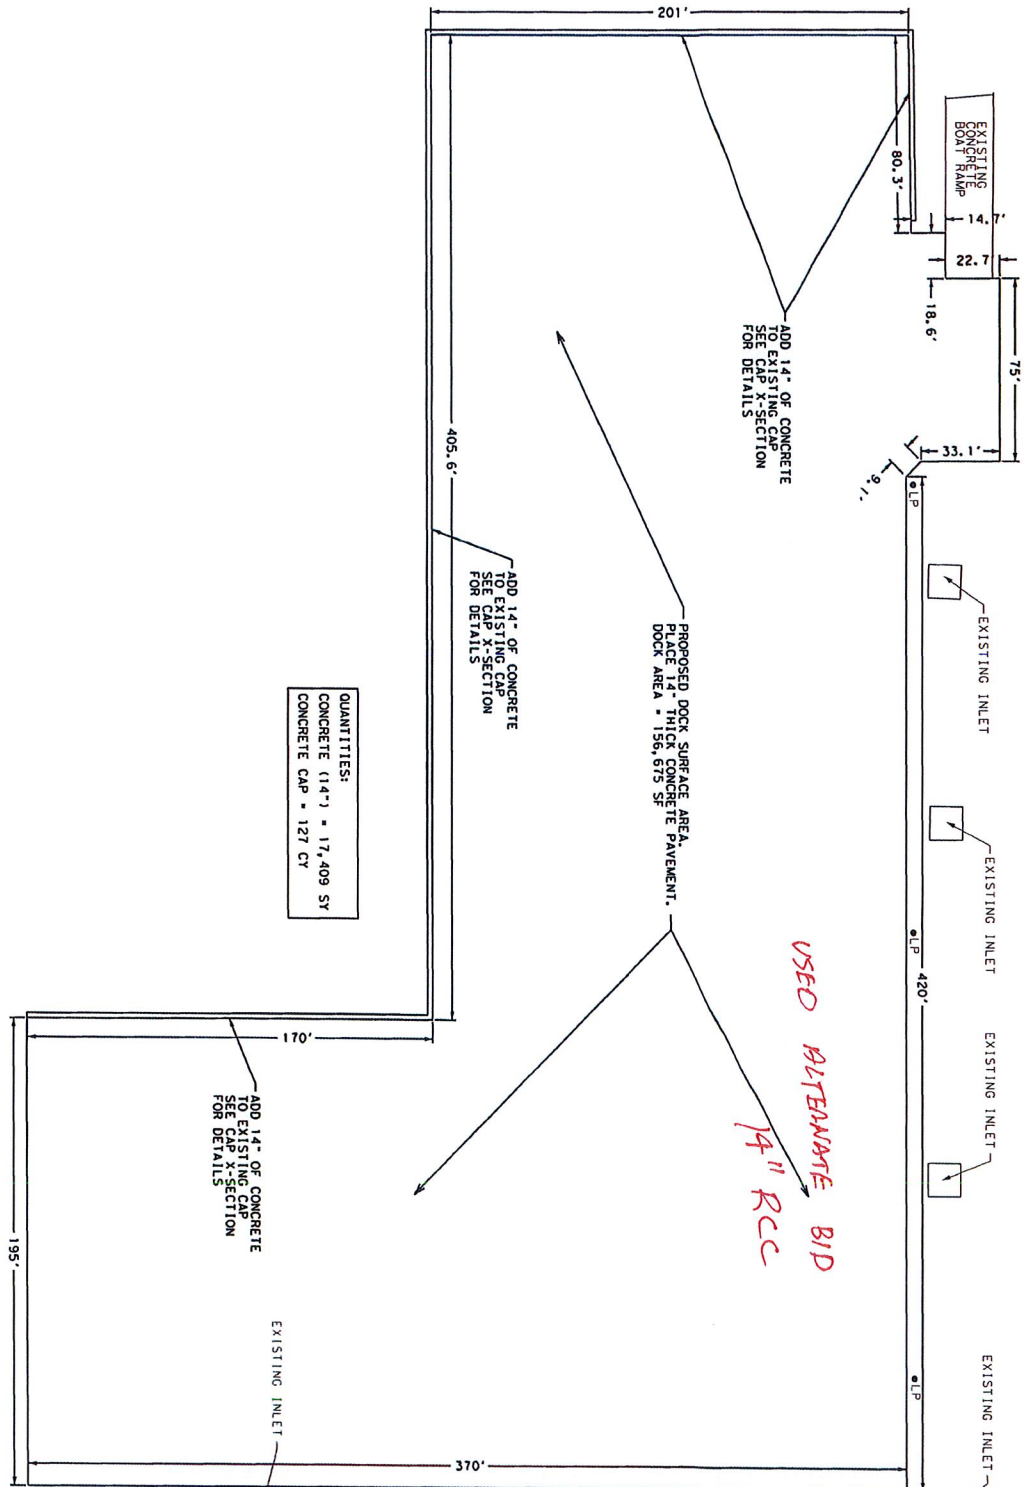 201'
EXISTING
CONCRETE
BOAT RAMP
80.3'
14.7'
22.7'
18.6'
75'
33.1'
9.1'
ADD 14" OF CONCRETE
TO EXISTING CAP
SEE CAP X-SECTION
FOR DETAILS
405.6'
LP
EXISTING INLET
ADD 14" OF CONCRETE
TO EXISTING CAP
SEE CAP X-SECTION
FOR DETAILS
PROPOSED DOCK SURFACE AREA.
PLACE 14" THICK CONCRETE PAVEMENT.
DOCK AREA = 156,675 SF
QUANTITIES:
CONCRETE (14") = 17,409 SY
CONCRETE CAP = 127 CY
EXISTING INLET
LP
420'
USED ALTERNATE BID
14" RCC
EXISTING INLET
170'
ADD 14" OF CONCRETE
TO EXISTING CAP
SEE CAP X-SECTION
FOR DETAILS
195'
EXISTING INLET
370'
LP
EXISTING INLET